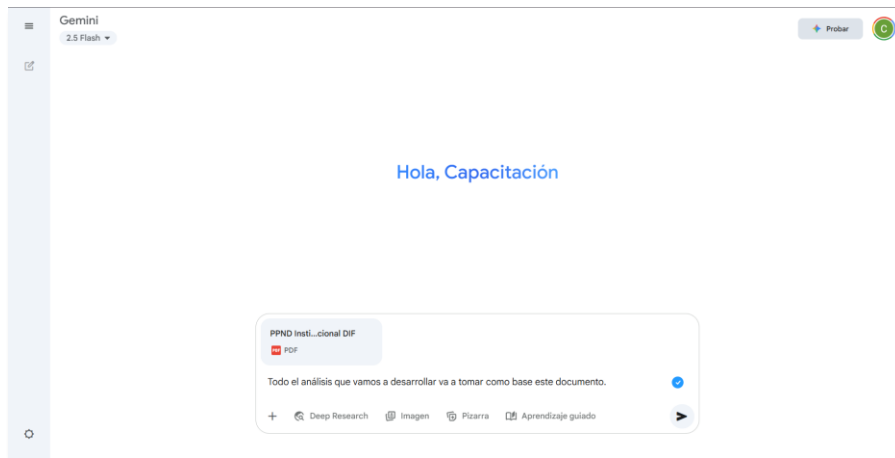 Gemini
2.5 Flash
Probar
C
Hola, Capacitación
PPND Insti...cional DIF
PDF
PDF
Todo el análisis que vamos a desarrollar va a tomar como base este documento.
Deep Research
Imagen
Pizarra
Aprendizaje guiado